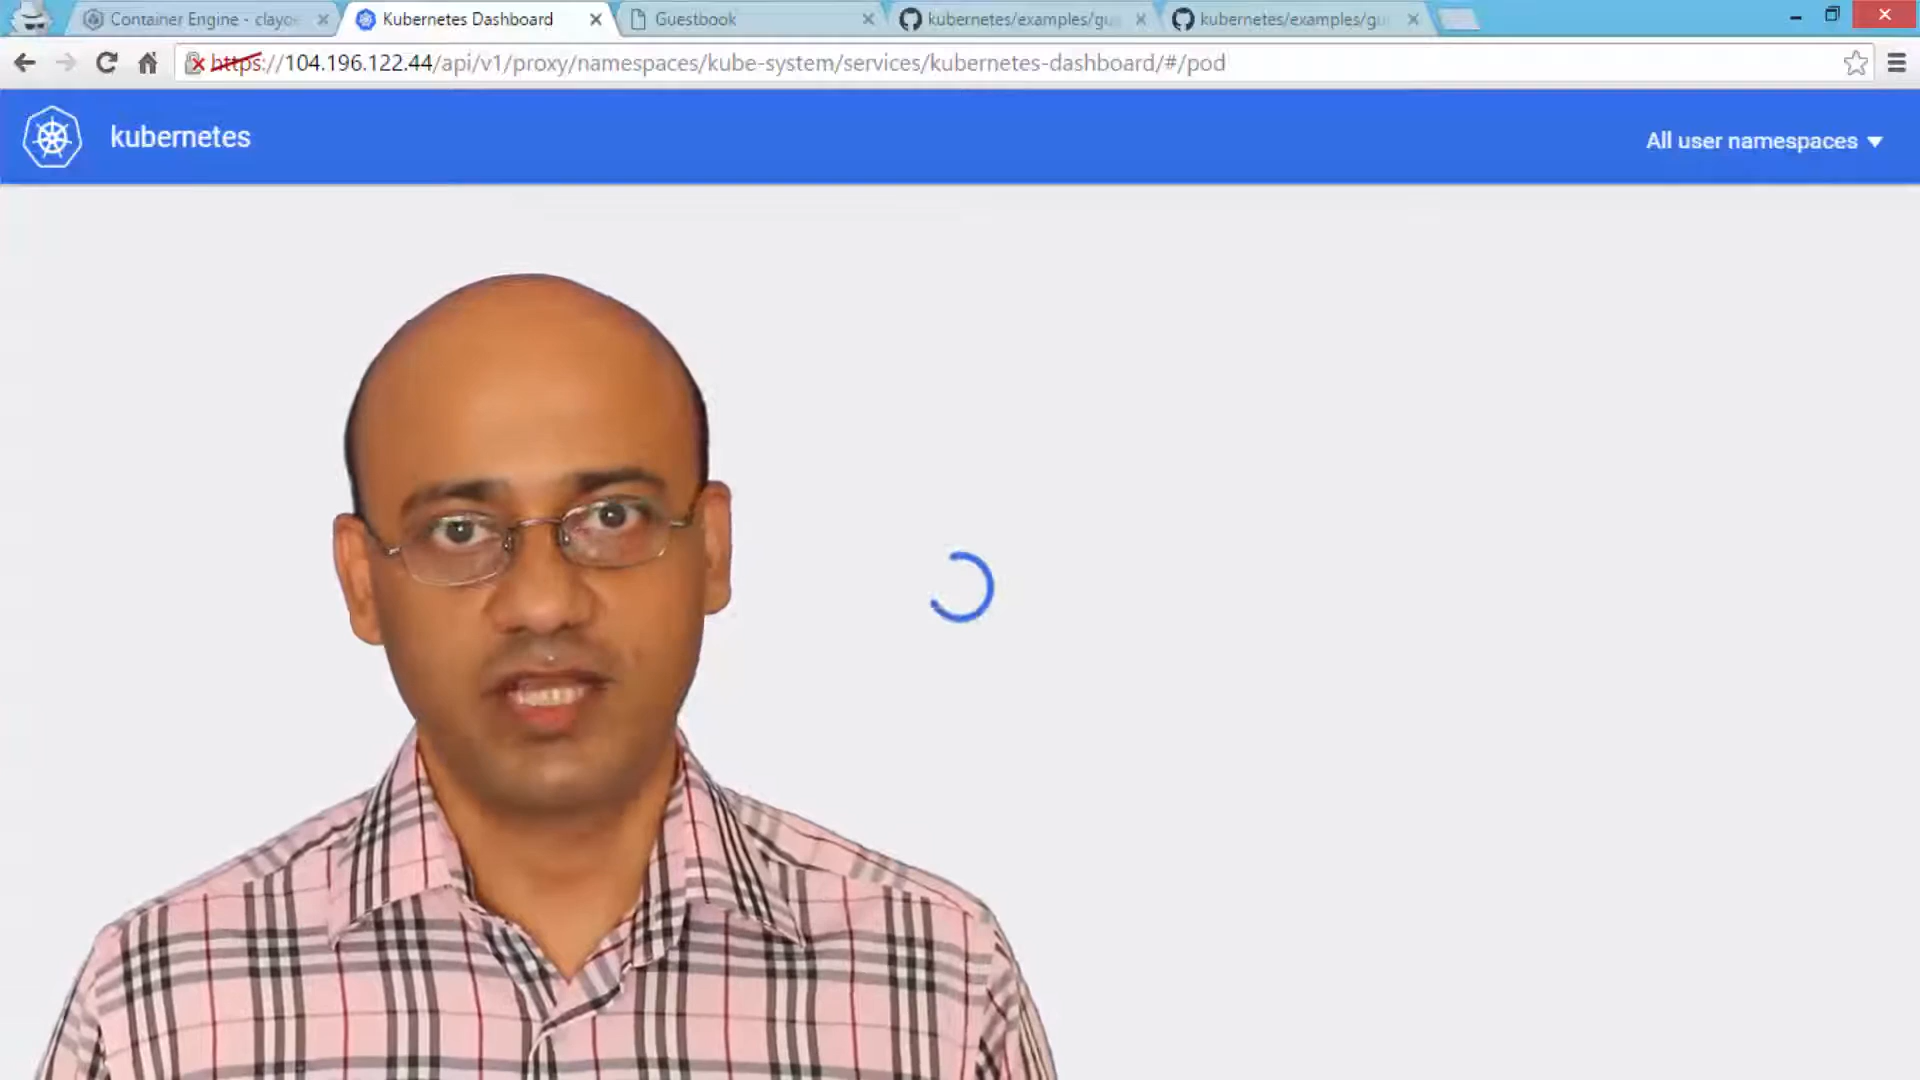 Container Engine - clayo
Kubernetes Dashboard
Guestbook
kubernetes/examples/gu
kubernetes/examples/gu
https://104.196.122.44/api/v1/proxy/namespaces/kube-system/services/kubernetes-dashboard/#/pod
kubernetes
All user namespaces